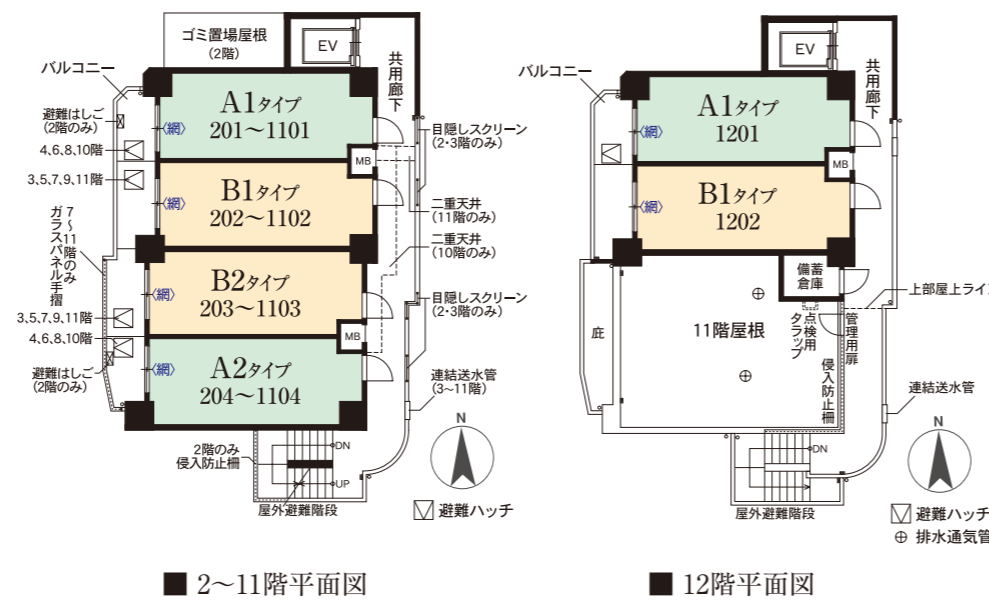 ゴミ置場屋根
(2階)
EV
共用廊下
バルコニー
避難はしご
(2階のみ)
4、6、8、10階
3、5、7、9、11階
7〜11階のみ
ガラスパネル手摺
3、5、7、9、11階
4、6、8、10階
避難はしご
(2階のみ)
A1タイプ
201〜1101
〈網〉
MB
B1タイプ
202〜1102
〈網〉
B2タイプ
203〜1103
〈網〉
MB
A2タイプ
204〜1104
〈網〉
目隠しスクリーン
(2・3階のみ)
二重天井
(11階のみ)
二重天井
(10階のみ)
目隠しスクリーン
(2・3階のみ)
連結送水管
(3〜11階)
2階のみ
侵入防止柵
DN
UP
屋外避難階段
N
避難ハッチ
■ 2〜11階平面図
EV
共用廊下
バルコニー
A1タイプ
1201
〈網〉
MB
B1タイプ
1202
〈網〉
備蓄
倉庫
上部屋上ライン
11階屋根
庇
点検用
タラップ
管理用扉
侵入防止柵
連結送水管
DN
屋外避難階段
N
避難ハッチ
排水通気管
■ 12階平面図